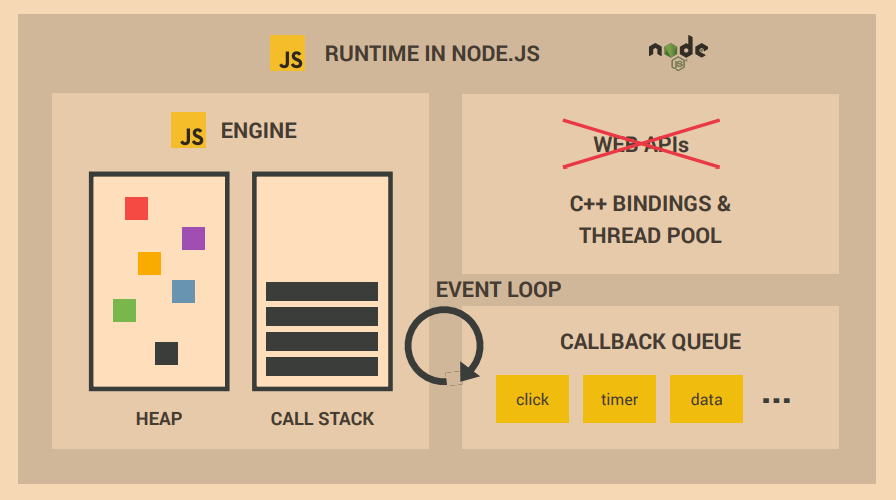 JS RUNTIME IN NODE.JS
node
JS
JS ENGINE
HEAP
CALL STACK
WEB APIs
C++ BINDINGS &
THREAD POOL
EVENT LOOP
CALLBACK QUEUE
click timer data ...